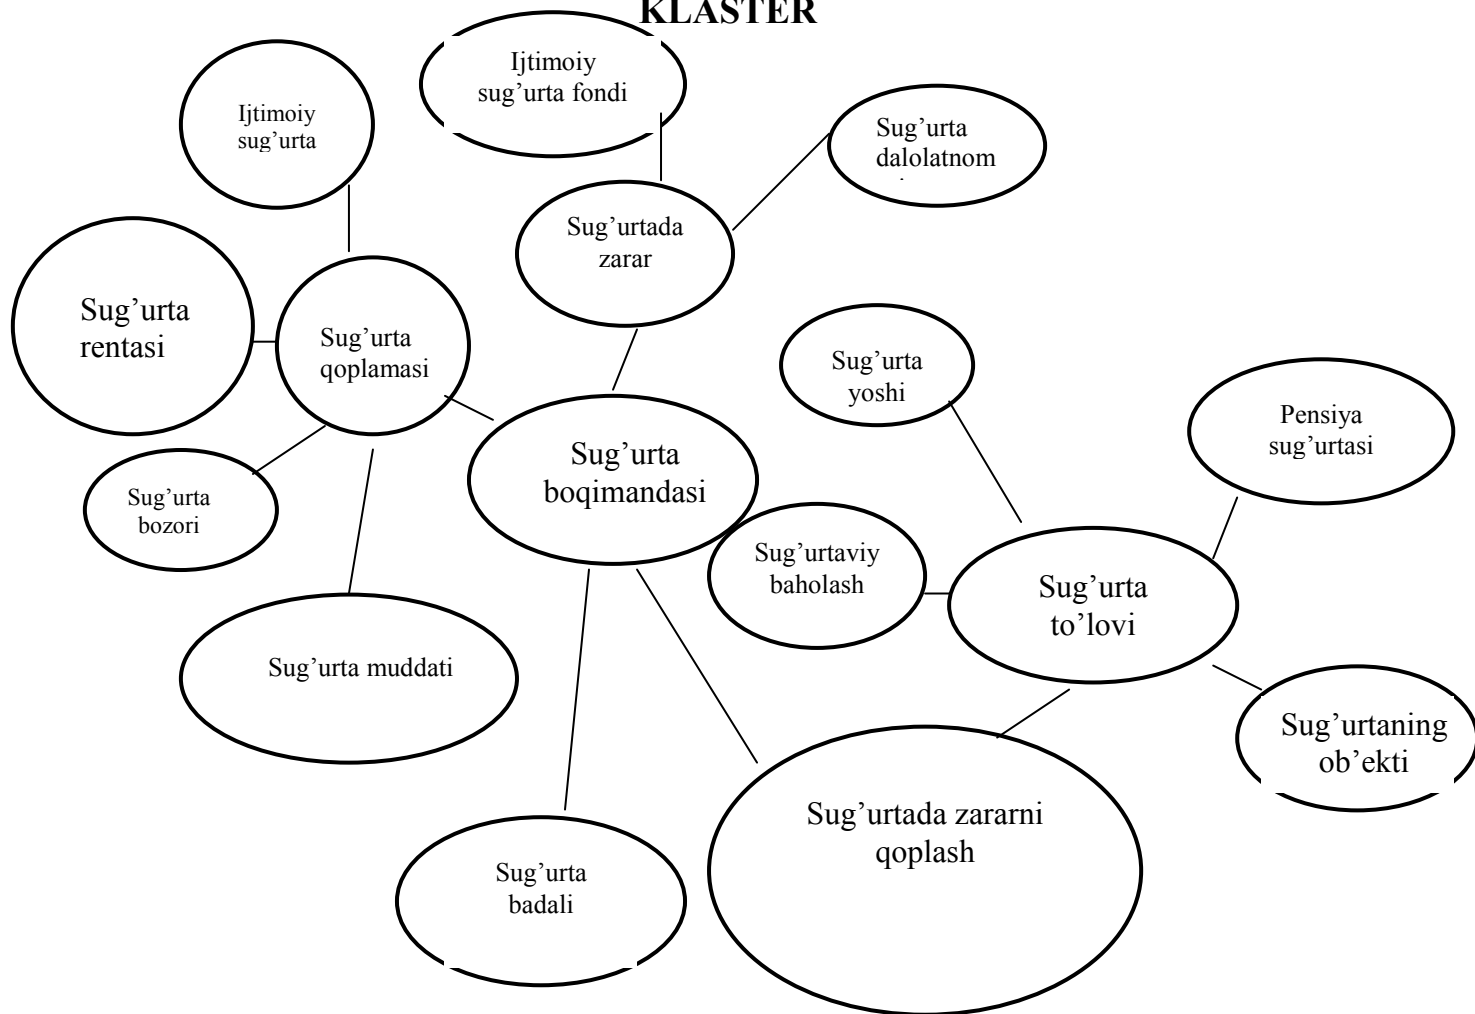 KLASTER
Ijtimoiy
sug’urta fondi
Ijtimoiy
sug’urta
Sug’urta
dalolatnom
Sug’urtada
zarar
Sug’urta
rentasi
Sug’urta
qoplamasi
Sug’urta
yoshi
Pensiya
sug’urtasi
Sug’urta
boqimandasi
Sug’urta
bozori
Sug’urtaviy
baholash
Sug’urta
to’lovi
Sug’urta muddati
Sug’urtaning
ob’ekti
Sug’urtada zararni
qoplash
Sug’urta
badali